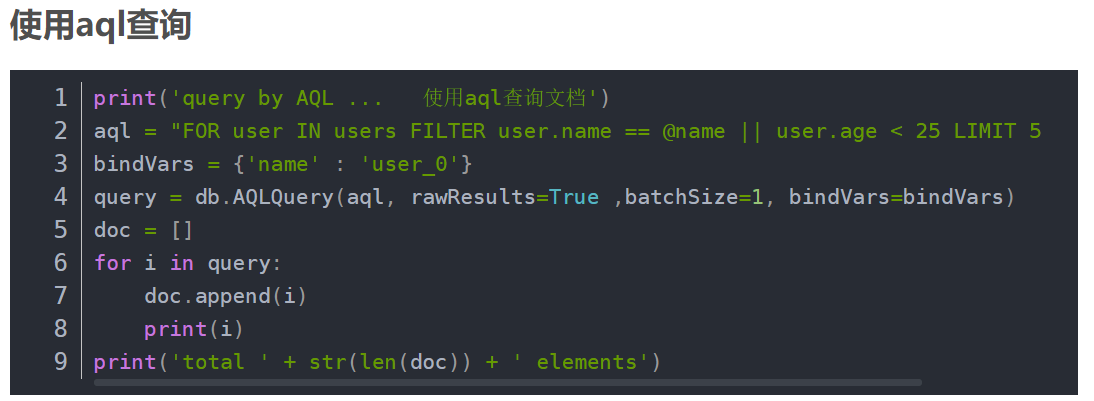 使用aql查询
1 print('query by AQL ...   使用aql查询文档')
2 aql = "FOR user IN users FILTER user.name == @name || user.age < 25 LIMIT 5
3 bindVars = {'name' : 'user_0'}
4 query = db.AQLQuery(aql, rawResults=True ,batchSize=1, bindVars=bindVars)
5 doc = []
6 for i in query:
7     doc.append(i)
8     print(i)
9 print('total ' + str(len(doc)) + ' elements')